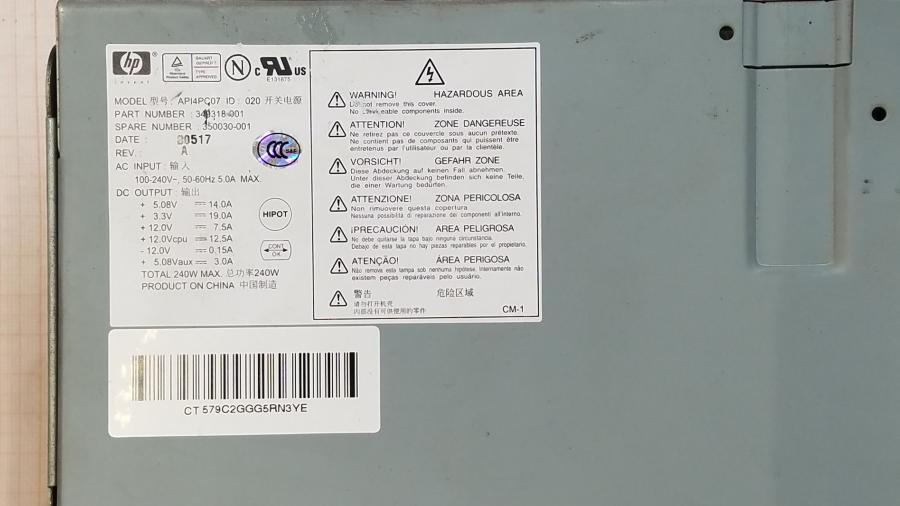 hp
invent
BAUART GEPRÜFT
TYPE APPROVED
N
c RU US
E131875
MODEL 型号: API4PC07 ID: 020 开关电源
PART NUMBER : 318-001
SPARE NUMBER : 350030-001
DATE : 0517
REV. : A
AC INPUT: 输入
100-240V~, 50-60Hz 5.0A MAX.
DC OUTPUT: 输出
+ 5.08V ⎓ 14.0A
+ 3.3V ⎓ 19.0A
+ 12.0V ⎓ 7.5A
+ 12.0Vcpu ⎓ 12.5A
- 12.0V ⎓ 0.15A
+ 5.08Vaux ⎓ 3.0A
TOTAL 240W MAX. 总功率240W
PRODUCT ON CHINA 中国制造
CCC
S&E
HIPOT
CONT
OK
WARNING! HAZARDOUS AREA
Do not remove this cover.
No serviceable components inside.
ATTENTION! ZONE DANGEREUSE
Ne retirez pas ce couvercle sous aucun prétexte.
Ne contient pas de composants qui puissent être
entretenus par l'utilisateur ou par la clientèle.
VORSICHT! GEFAHR ZONE
Diese Abdeckung auf keinen Fall abnehmen.
Unter dieser Abdeckung befinden sich keine Teile,
die einer Wartung bedürfen.
ATTENZIONE! ZONA PERICOLOSA
Non rimuovere questa copertura
Nessuna possibilità di reparazione dei componenti all'interno.
¡PRECAUCIÓN! AREA PELIGROSA
No debe quitarse la tapa bajo ninguna circunstancia.
Debajo de esta tapa no hay piezas reparables por el propietario.
ATENÇÃO! ÁREA PERIGOSA
Não remova esta tampa sob nenhuma hipótese. Internamente não
existem peças reparáveis pelo usuário.
警告 危险区域
请勿打开机壳
内部没有可供使用的零件
CM-1
CT 579C2GGG5RN3YE